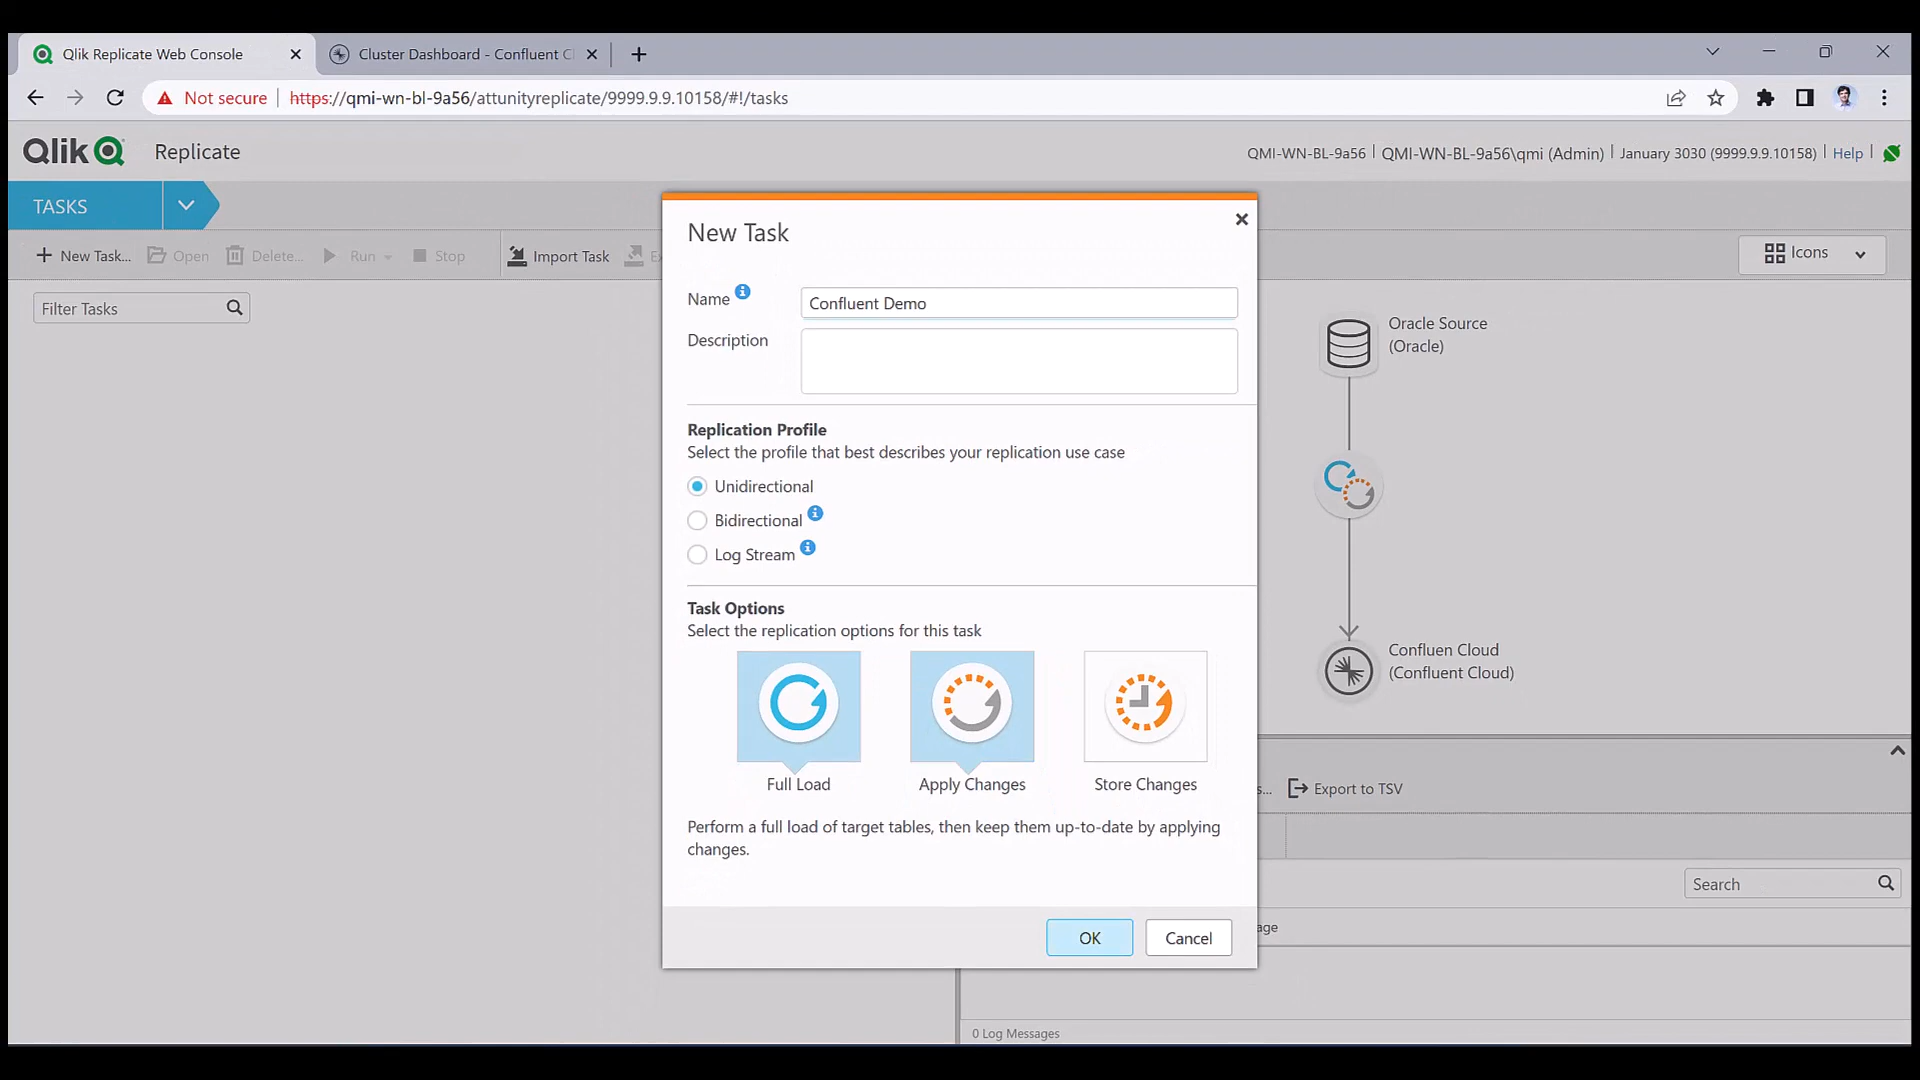 Qlik Replicate Web Console
Cluster Dashboard - Confluent C
Not secure
https://qmi-wn-bl-9a56/attunityreplicate/9999.9.9.10158/#!/tasks
Qlik
Replicate
QMI-WN-BL-9a56
QMI-WN-BL-9a56\qmi (Admin)
January 3030 (9999.9.9.10158)
Help
TASKS
New Task...
Open
Delete...
Run
Stop
Import Task
Icons
Filter Tasks
New Task
Name
Confluent Demo
Description
Replication Profile
Select the profile that best describes your replication use case
Unidirectional
Bidirectional
Log Stream
Task Options
Select the replication options for this task
Full Load
Apply Changes
Store Changes
Perform a full load of target tables, then keep them up-to-date by applying
changes.
OK
Cancel
Oracle Source
(Oracle)
Confluen Cloud
(Confluent Cloud)
Export to TSV
Search
0 Log Messages